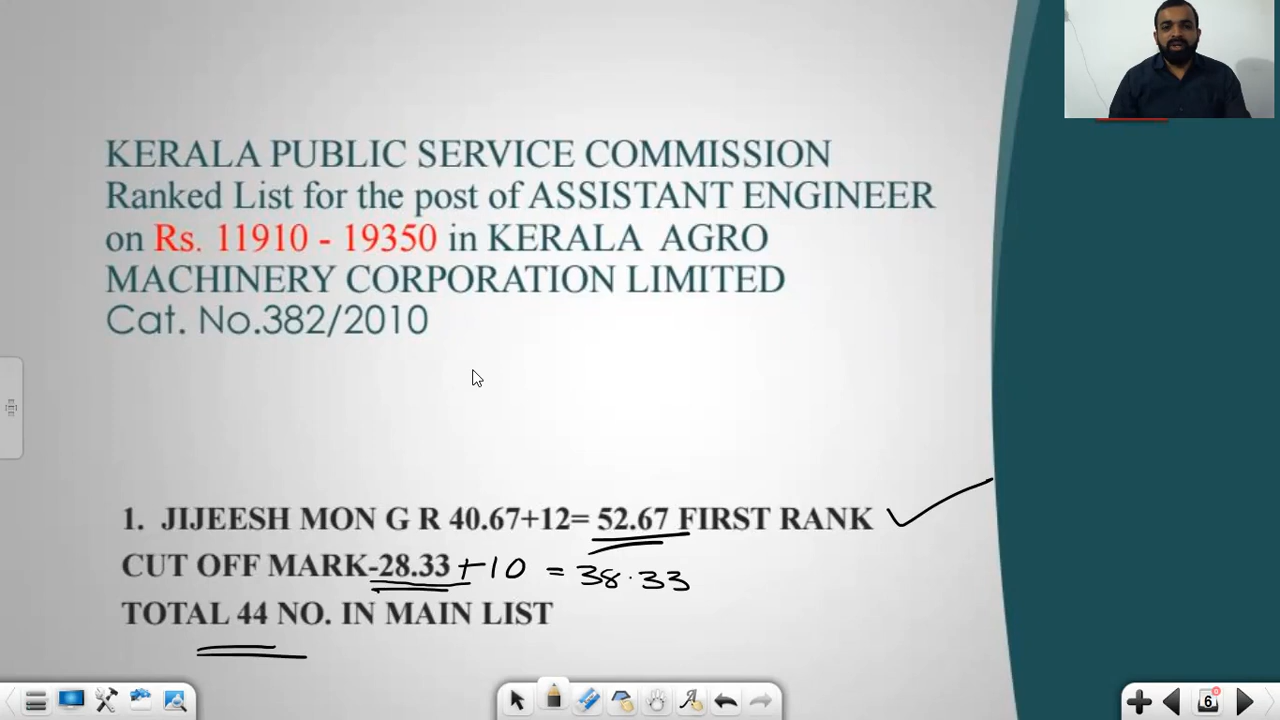 KERALA PUBLIC SERVICE COMMISSION
Ranked List for the post of ASSISTANT ENGINEER
on Rs. 11910 - 19350 in KERALA AGRO
MACHINERY CORPORATION LIMITED
Cat. No.382/2010
1. JIJEESH MON G R 40.67+12= 52.67 FIRST RANK
CUT OFF MARK-28.33 +10 = 38.33
TOTAL 44 NO. IN MAIN LIST
6